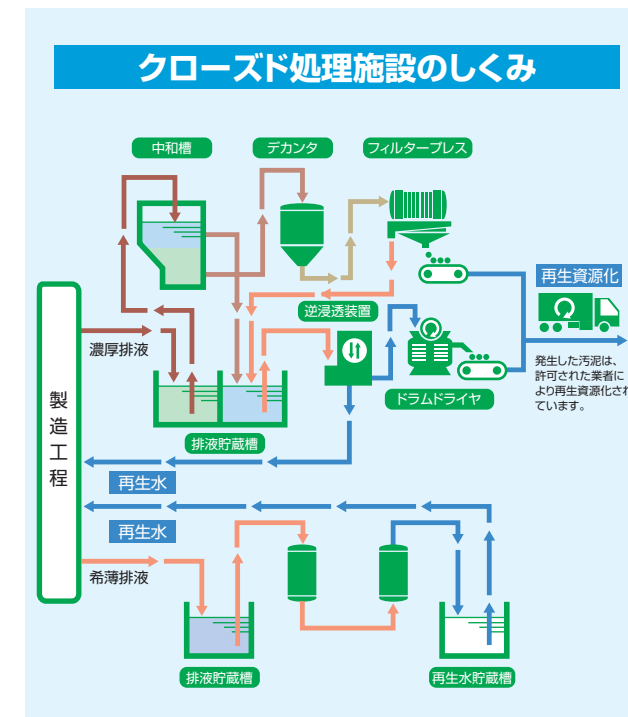 クローズド処理施設のしくみ
中和槽
デカンタ
フィルタープレス
再生資源化
逆浸透装置
濃厚排液
発生した汚泥は、
許可された業者に
より再生資源化され
ています。
ドラムドライヤ
製造工程
排液貯蔵槽
再生水
再生水
希薄排液
排液貯蔵槽
再生水貯蔵槽